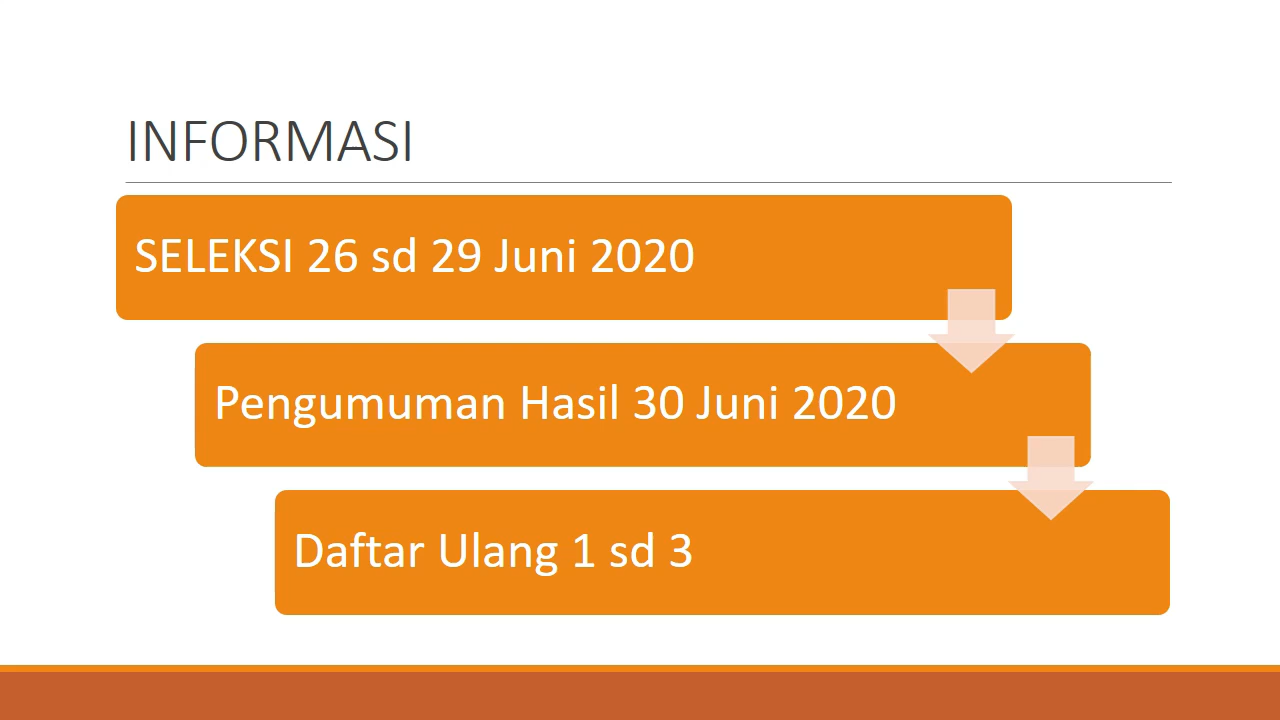 INFORMASI
SELEKSI 26 sd 29 Juni 2020
Pengumuman Hasil 30 Juni 2020
Daftar Ulang 1 sd 3